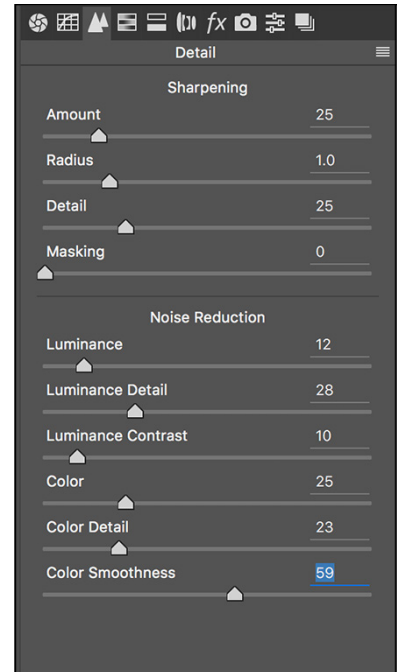 fx
Detail
Sharpening
Amount 25
Radius 1.0
Detail 25
Masking 0
Noise Reduction
Luminance 12
Luminance Detail 28
Luminance Contrast 10
Color 25
Color Detail 23
Color Smoothness 59